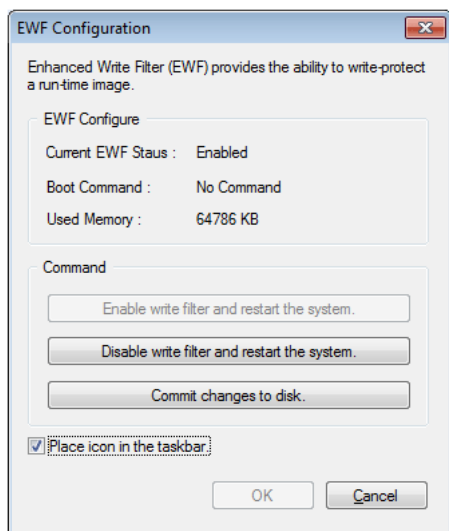 EWF Configuration
Enhanced Write Filter (EWF) provides the ability to write-protect
a run-time image.
EWF Configure
Current EWF Staus : Enabled
Boot Command : No Command
Used Memory : 64786 KB
Command
Enable write filter and restart the system.
Disable write filter and restart the system.
Commit changes to disk.
Place icon in the taskbar.
OK Cancel